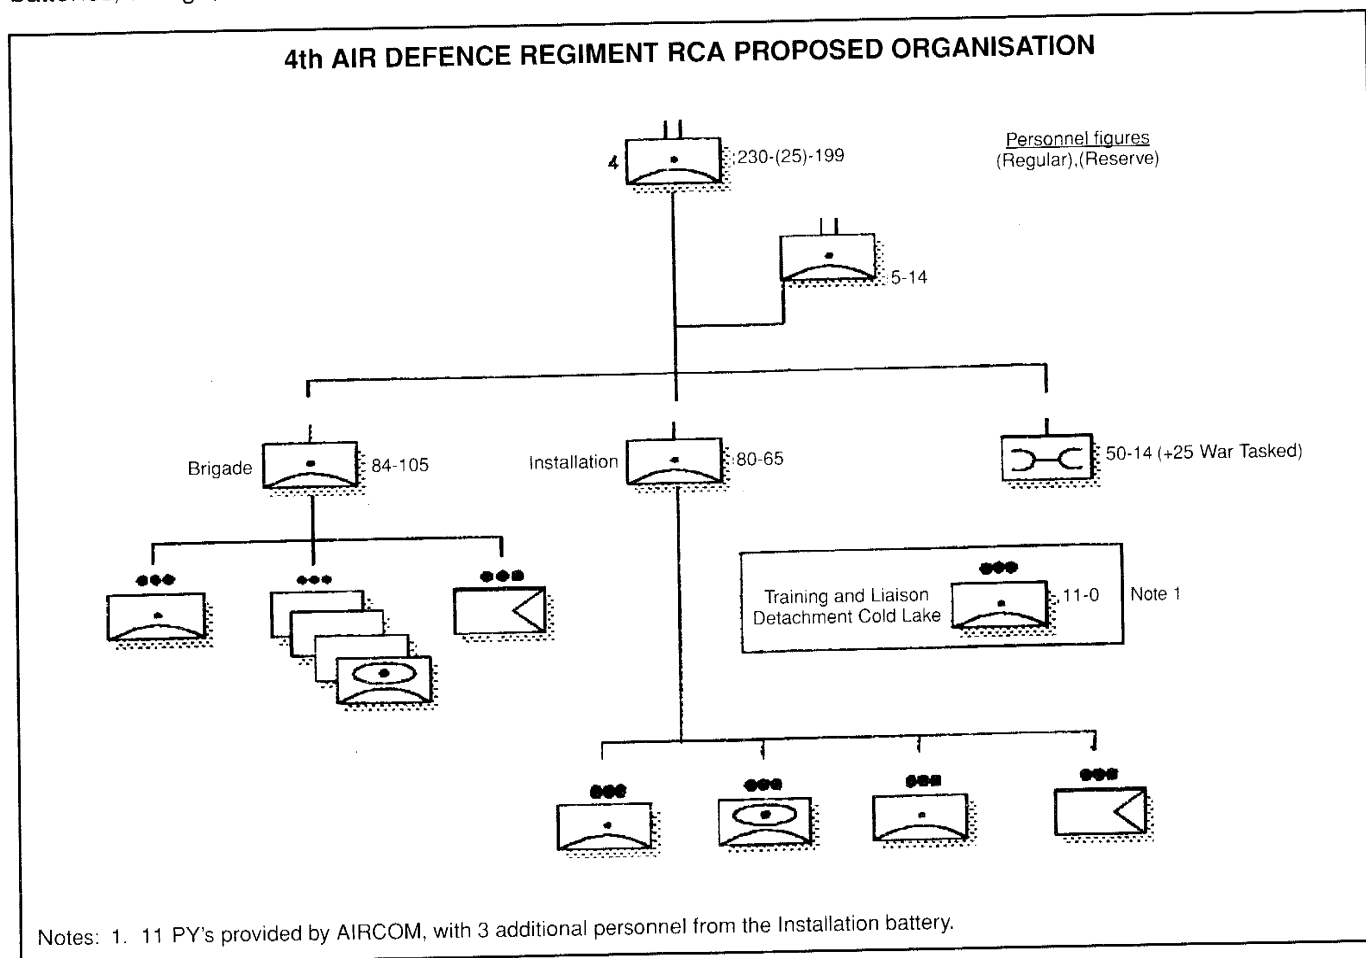 4th AIR DEFENCE REGIMENT RCA PROPOSED ORGANISATION
4
230-(25)-199
Personnel figures
(Regular),(Reserve)
5-14
Brigade
84-105
Installation
80-65
50-14 (+25 War Tasked)
Training and Liaison
Detachment Cold Lake
11-0
Note 1
Notes: 1. 11 PY's provided by AIRCOM, with 3 additional personnel from the Installation battery.